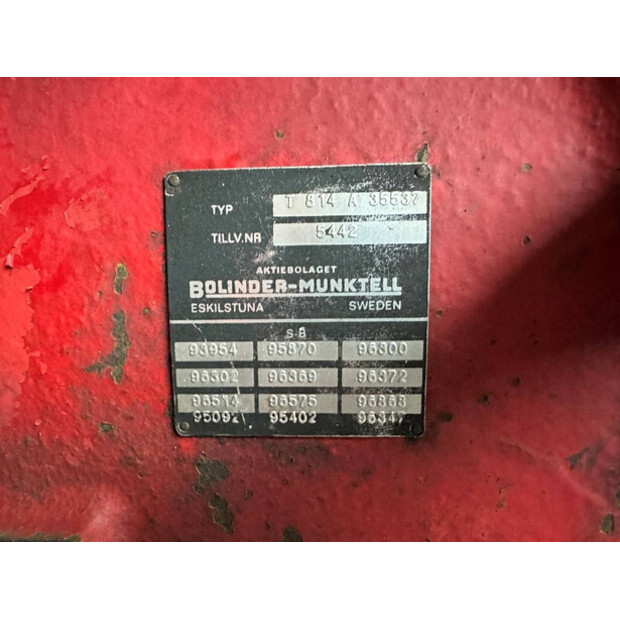 TYP T 814 A 35537
TILLV.NR 5442
AKTIEBOLAGET
BOLINDER-MUNKTELL
ESKILSTUNA SWEDEN
S-B
93954 95870 96300
96302 96369 96372
96514 96575 96868
95092 95402 96347